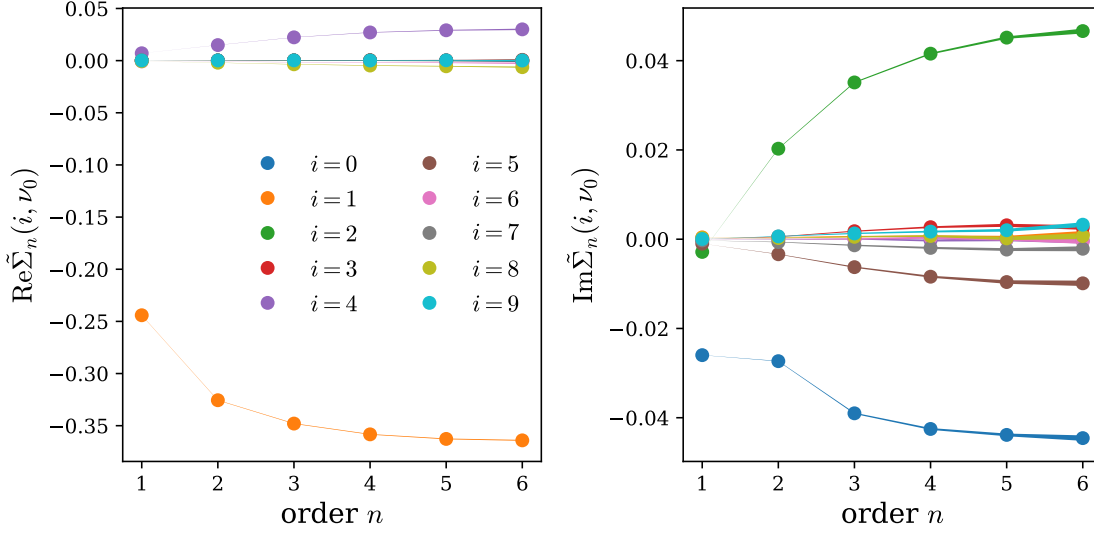 0.05
0.00
−0.05
−0.10
−0.15
−0.20
−0.25
−0.30
−0.35
ReΣ̃ₙ(i, ν₀)
i = 0
i = 1
i = 2
i = 3
i = 4
i = 5
i = 6
i = 7
i = 8
i = 9
1 2 3 4 5 6
order n
0.04
0.02
0.00
−0.02
−0.04
ImΣ̃ₙ(i, ν₀)
1 2 3 4 5 6
order n